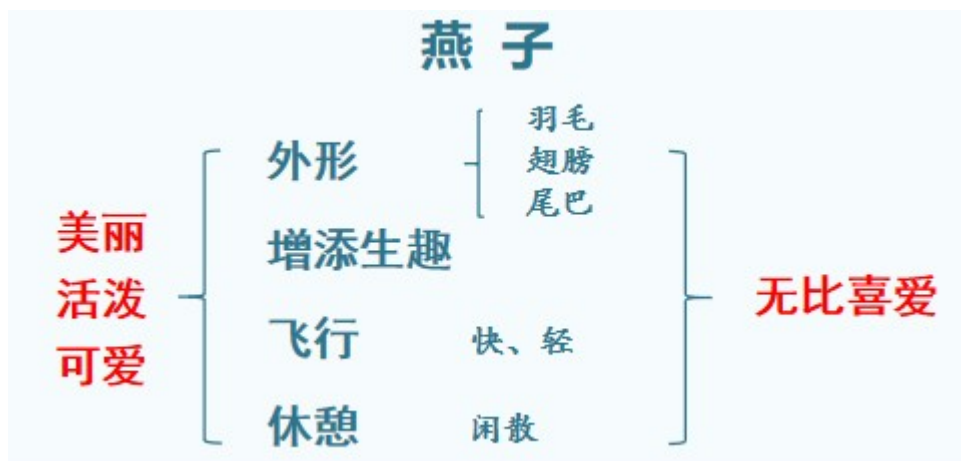 燕 子
美丽
活泼
可爱
外形
羽毛
翅膀
尾巴
增添生趣
飞行 快、轻
休憩 闲散
无比喜爱